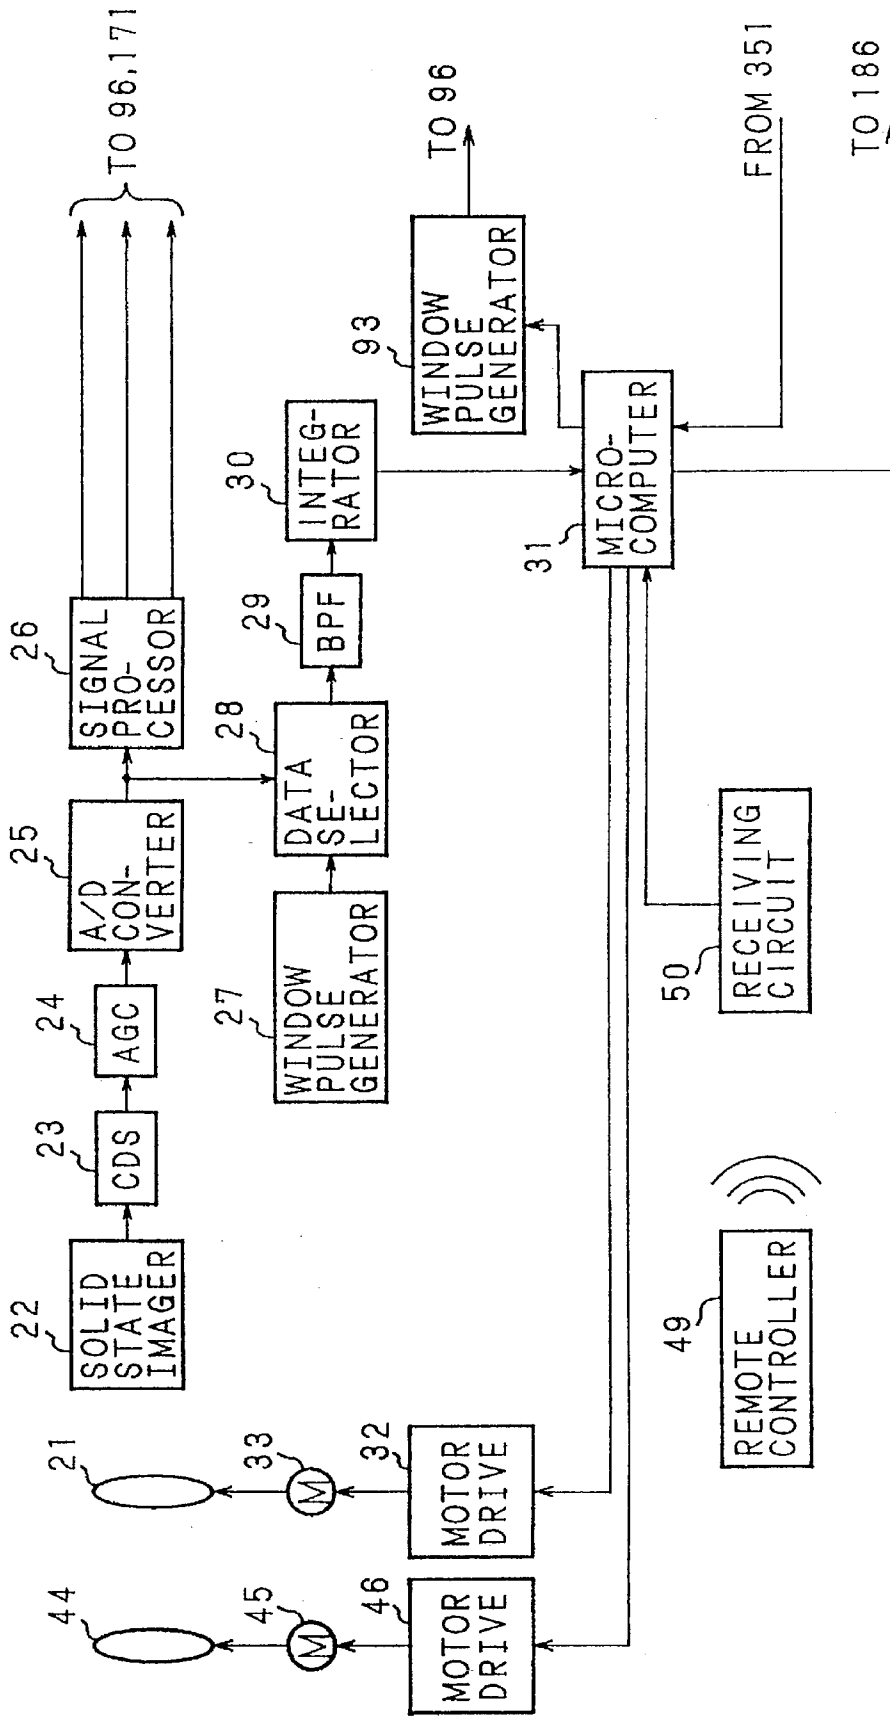 44
21
22
SOLID
STATE
IMAGER
23
CDS
24
AGC
25
A/D
CON-
VERTER
26
SIGNAL
PRO-
CESSOR
TO 96,171
45
M
33
M
27
WINDOW
PULSE
GENERATOR
28
DATA
SE-
LECTOR
29
BPF
30
INTEG-
RATOR
93
WINDOW
PULSE
GENERATOR
TO 96
46
MOTOR
DRIVE
32
MOTOR
DRIVE
31
MICRO-
COMPUTER
49
REMOTE
CONTROLLER
50
RECEIVING
CIRCUIT
FROM 351
TO 186